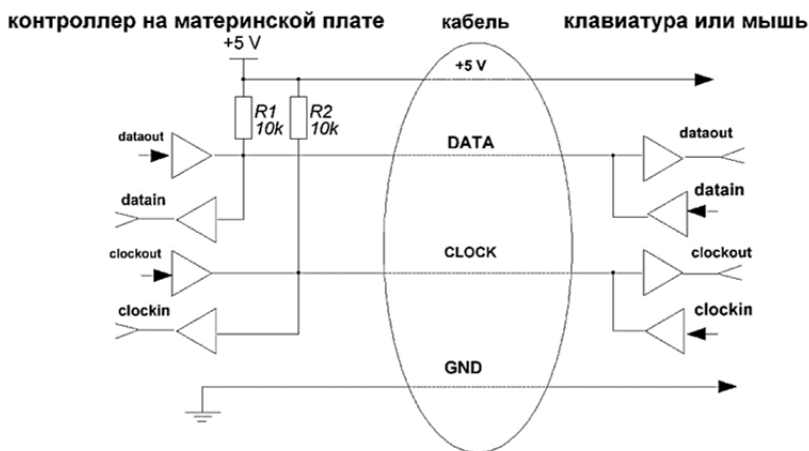 контроллер на материнской плате
кабель
клавиатура или мышь
+5 V
+5 V
R1
10k
R2
10k
dataout
DATA
dataout
datain
datain
clockout
CLOCK
clockout
clockin
clockin
GND